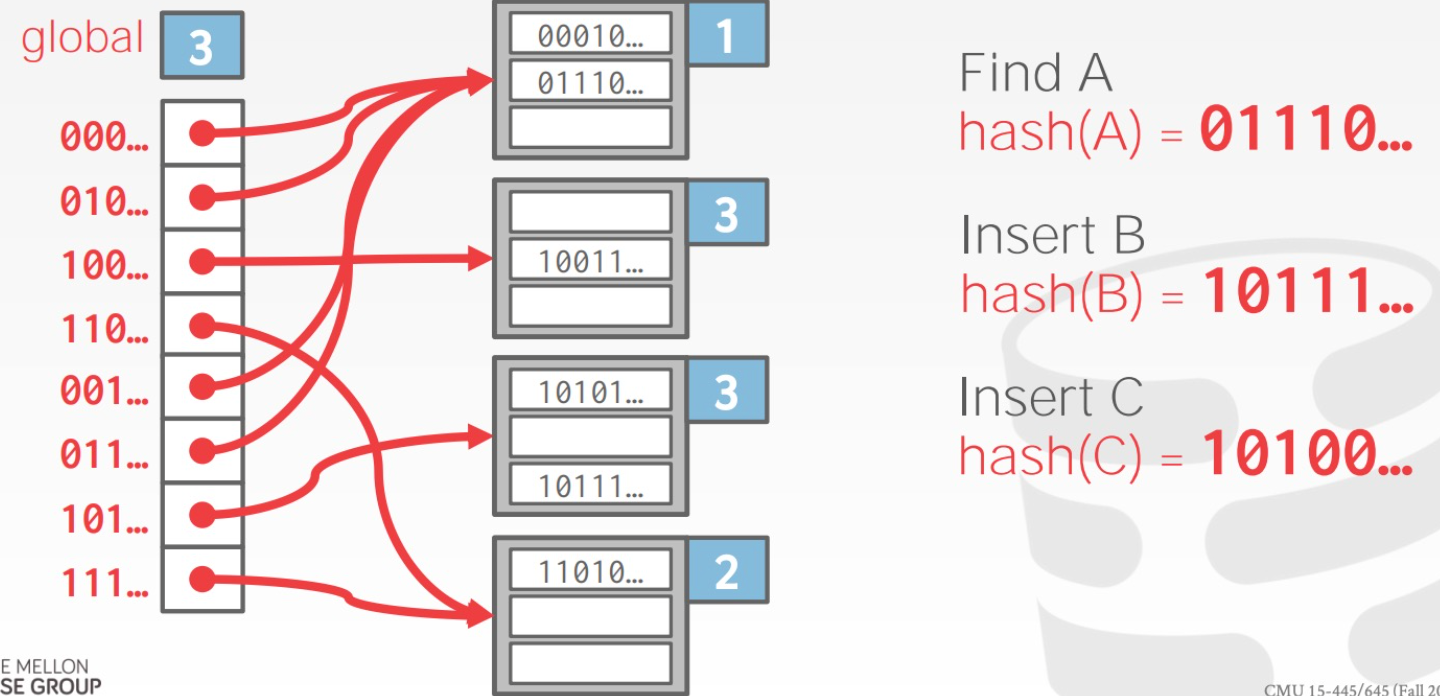 global 3
000…
010…
100…
110…
001…
011…
101…
111…
00010…
01110…
1
10011…
3
10101…
10111…
3
11010…
2
Find A
hash(A) = 01110…
Insert B
hash(B) = 10111…
Insert C
hash(C) = 10100…
E MELLON
SE GROUP
CMU 15-445/645 (Fall 20